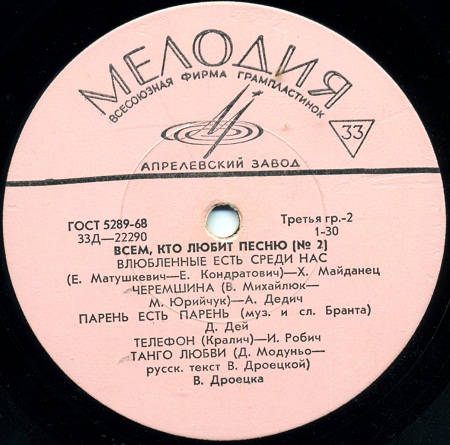 МЕЛОДИЯ
ВСЕСОЮЗНАЯ ФИРМА ГРАМПЛАСТИНОК
33
АПРЕЛЕВСКИЙ ЗАВОД
ГОСТ 5289-68
Третья гр.-2
33Д—22290
1-30
ВСЕМ, КТО ЛЮБИТ ПЕСНЮ (№ 2)
ВЛЮБЛЕННЫЕ ЕСТЬ СРЕДИ НАС
(Е. Матушкевич—Е. Кондратович)—Х. Майданец
ЧЕРЕМШИНА (В. Михайлюк—
М. Юрийчук)—А. Дедич
ПАРЕНЬ ЕСТЬ ПАРЕНЬ (муз. и сл. Бранта)
Д. Дей
ТЕЛЕФОН (Кралич)—И. Робич
ТАНГО ЛЮБВИ (Д. Модуньо—
русск. текст В. Дроецкой)
В. Дроецка